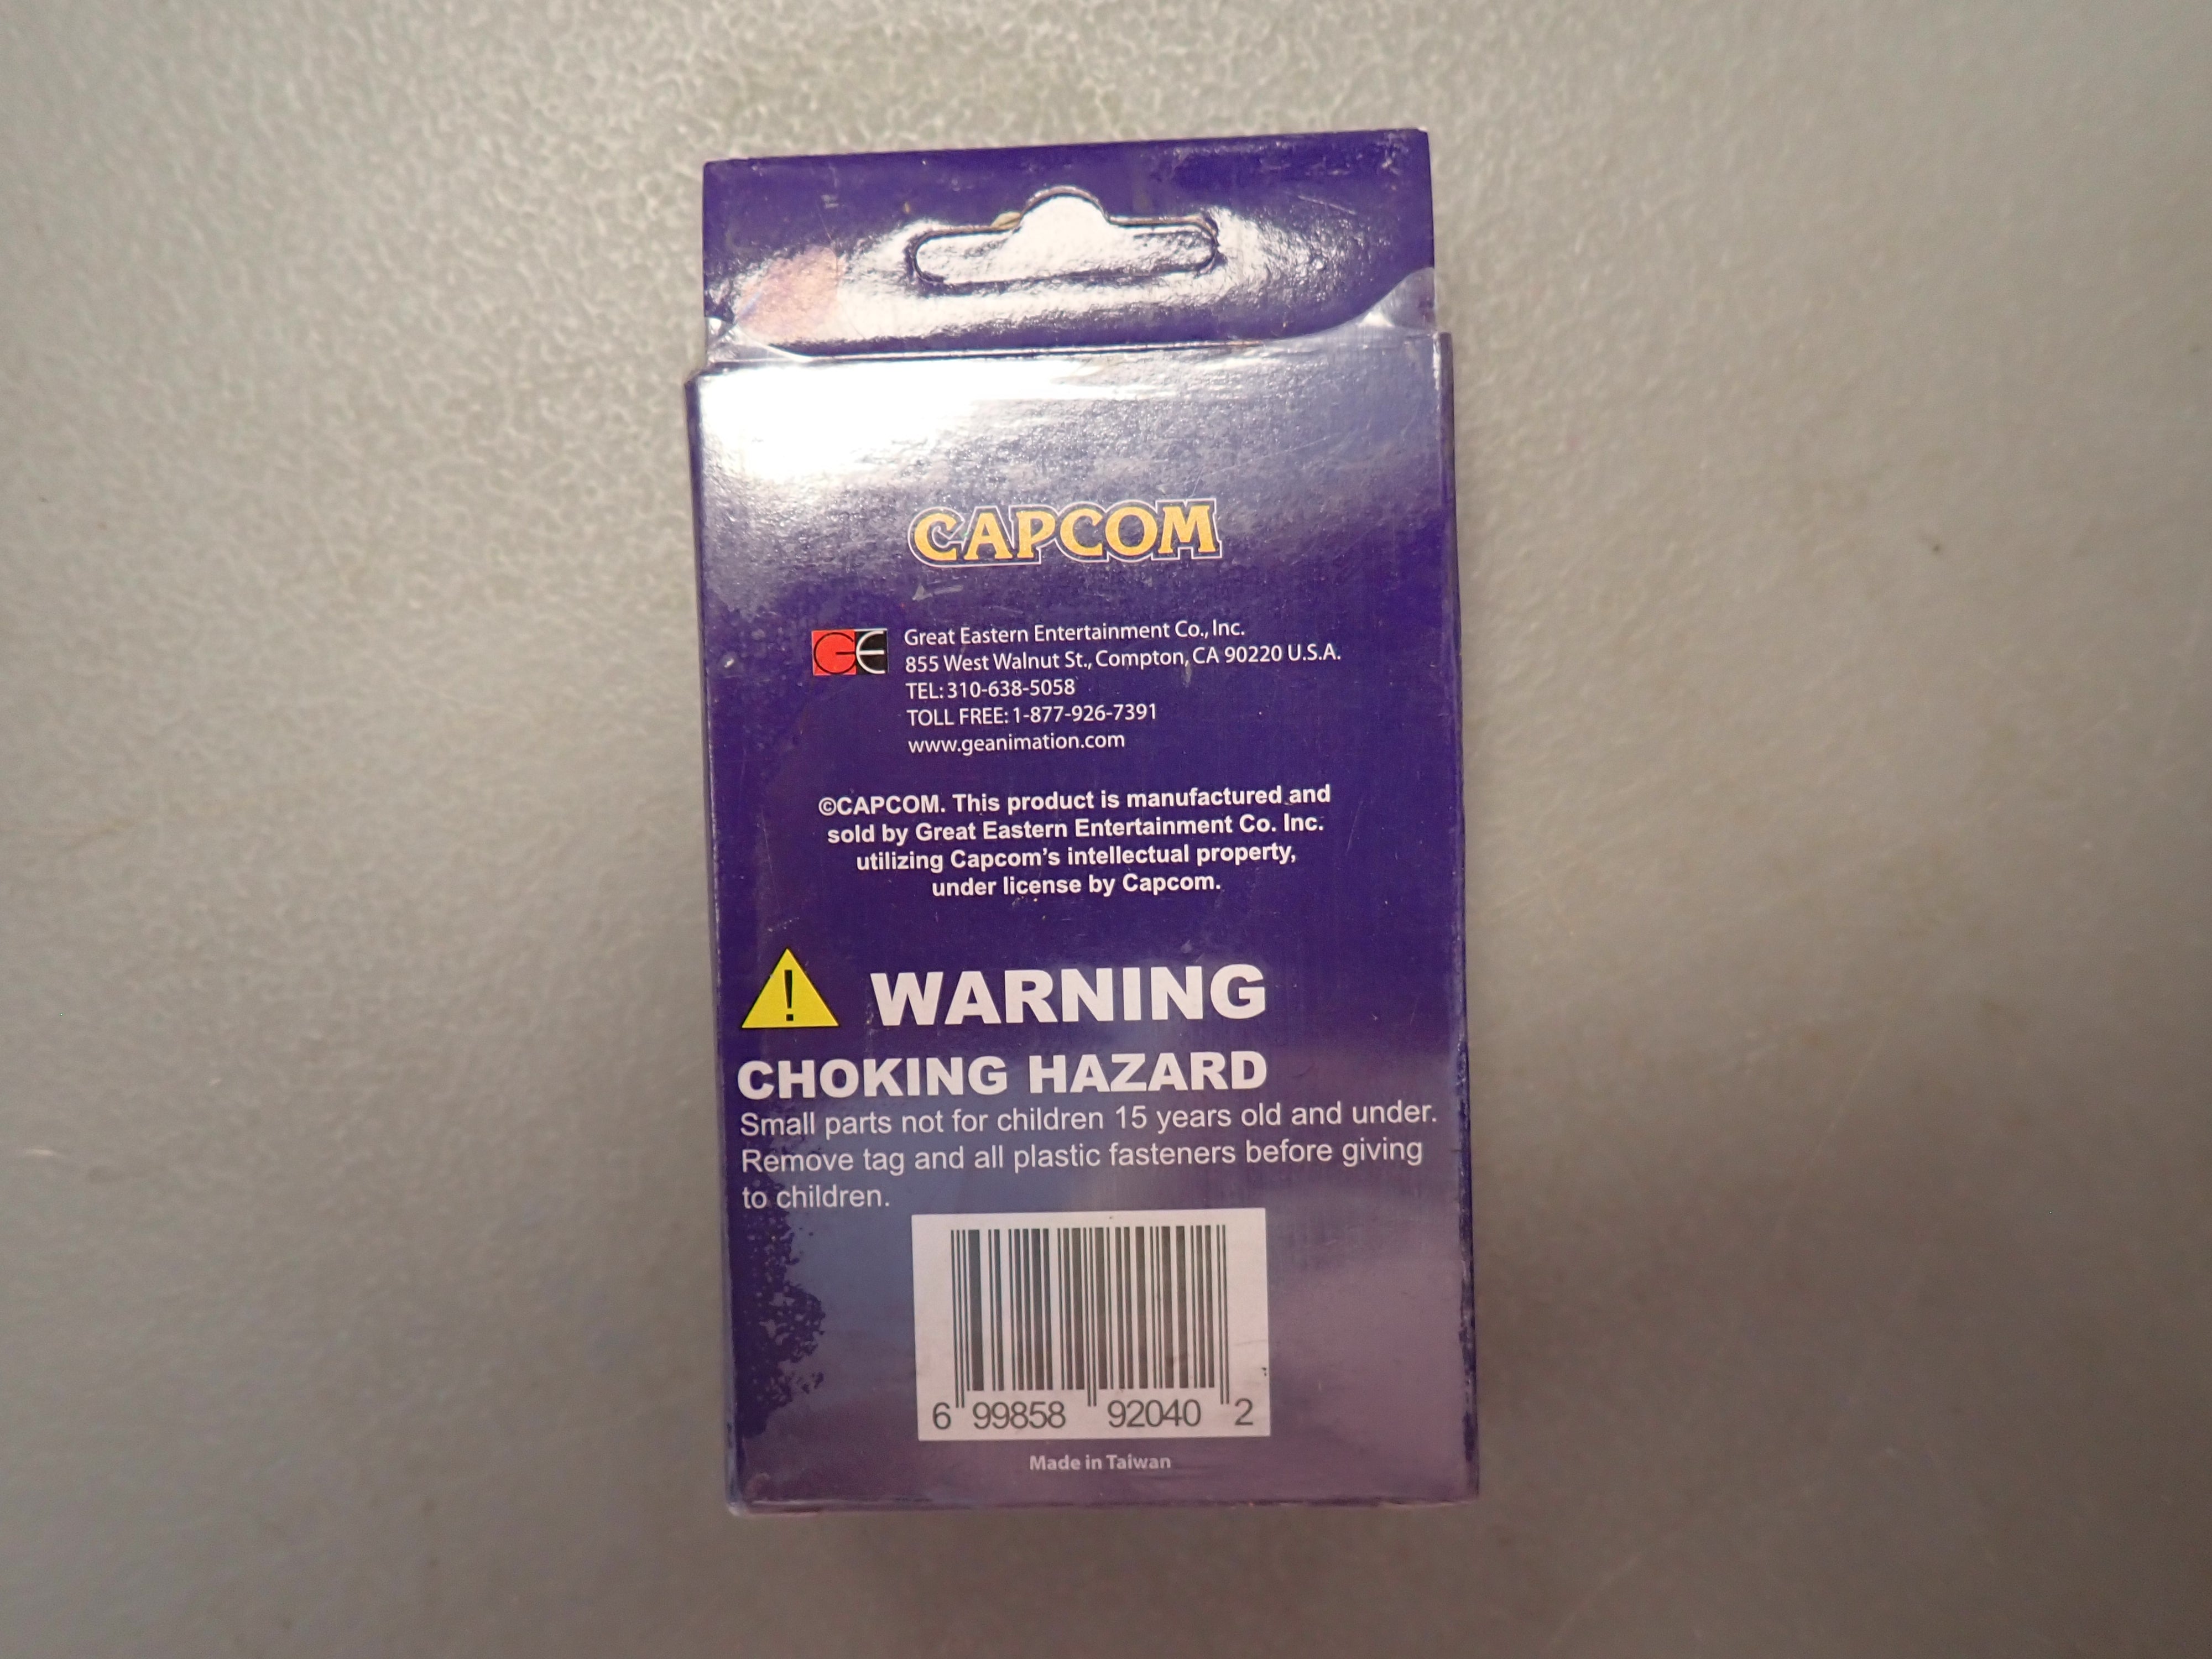 CAPCOM
GE
Great Eastern Entertainment Co., Inc.
855 West Walnut St., Compton, CA 90220 U.S.A.
TEL: 310-638-5058
TOLL FREE: 1-877-926-7391
www.geanimation.com
©CAPCOM. This product is manufactured and
sold by Great Eastern Entertainment Co. Inc.
utilizing Capcom's intellectual property,
under license by Capcom.
! WARNING
CHOKING HAZARD
Small parts not for children 15 years old and under.
Remove tag and all plastic fasteners before giving
to children.
6 99858 92040 2
Made in Taiwan